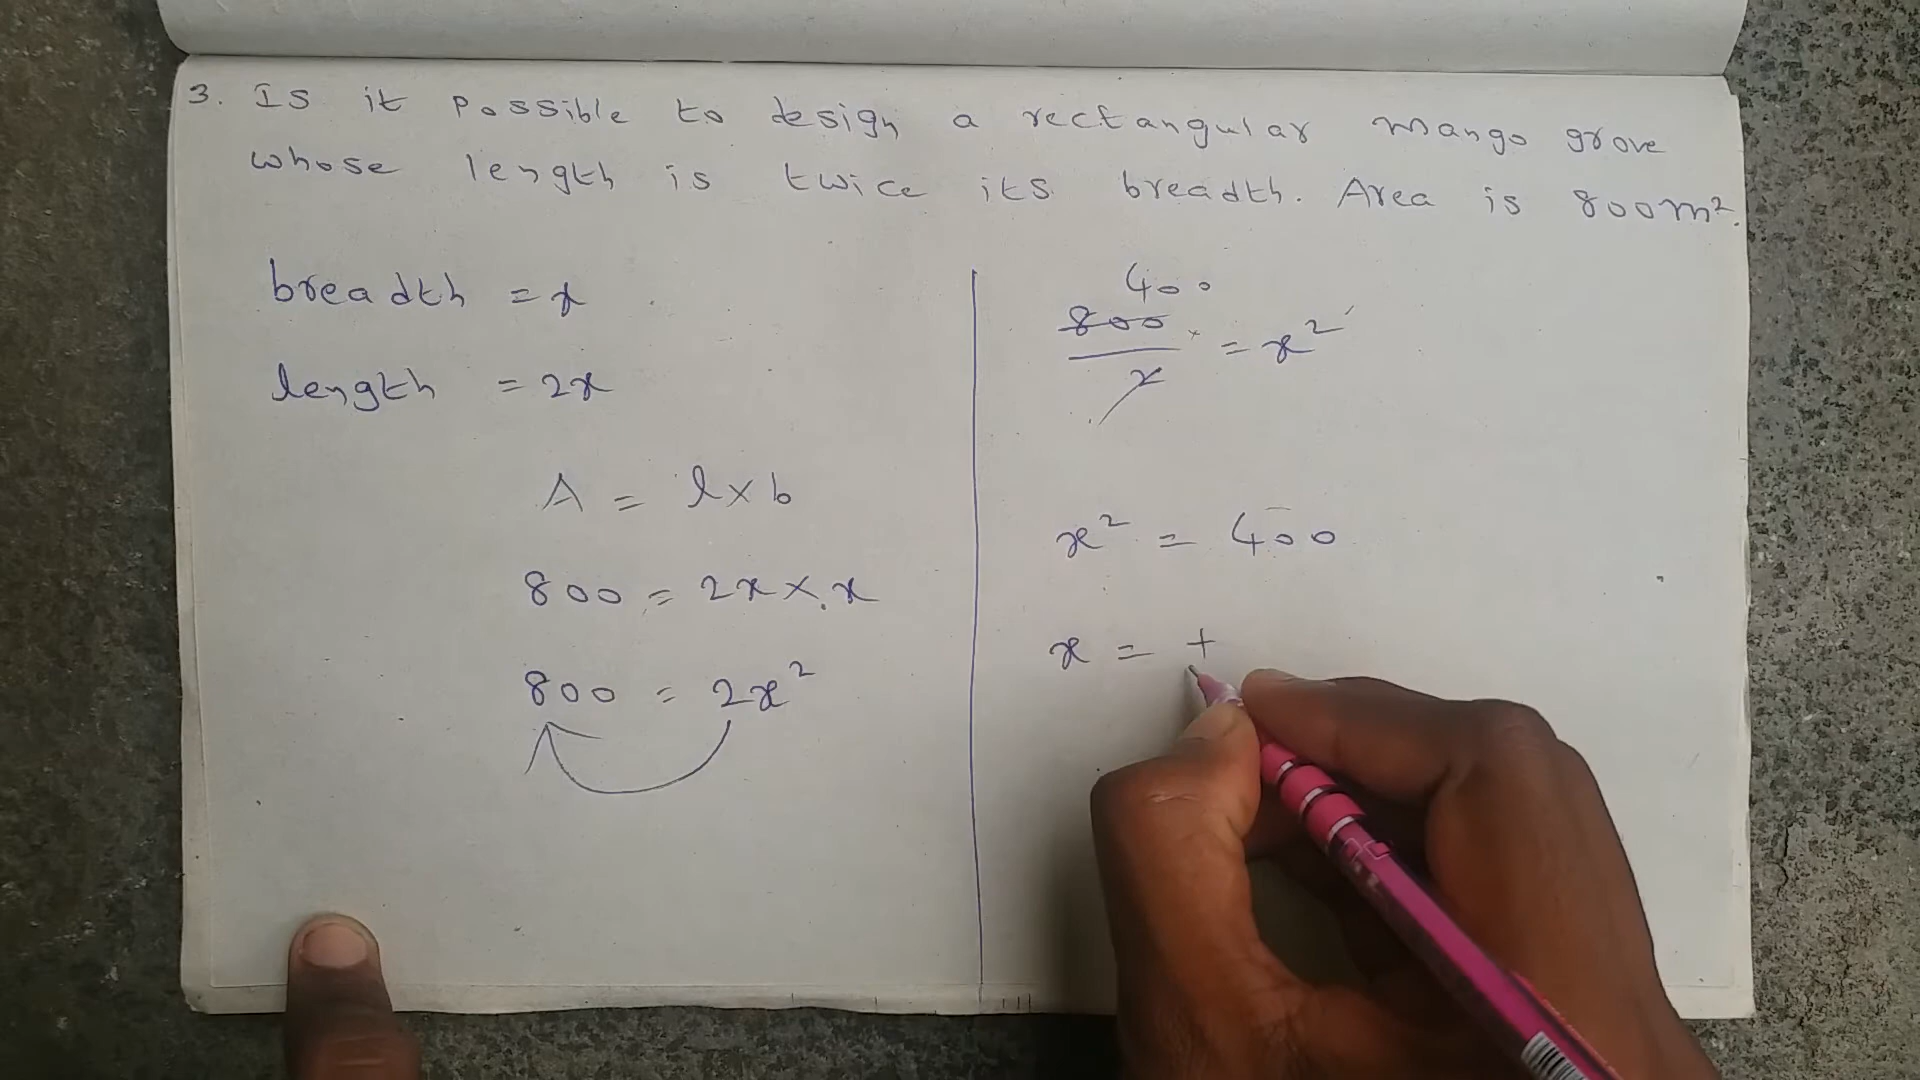 3. Is it possible to design a rectangular mango grove
whose length is twice its breadth. Area is 800m².
breadth = x
length = 2x
A = l×b
800 = 2x×x
800 = 2x²
400
800/2 = x²
x² = 400
x = +